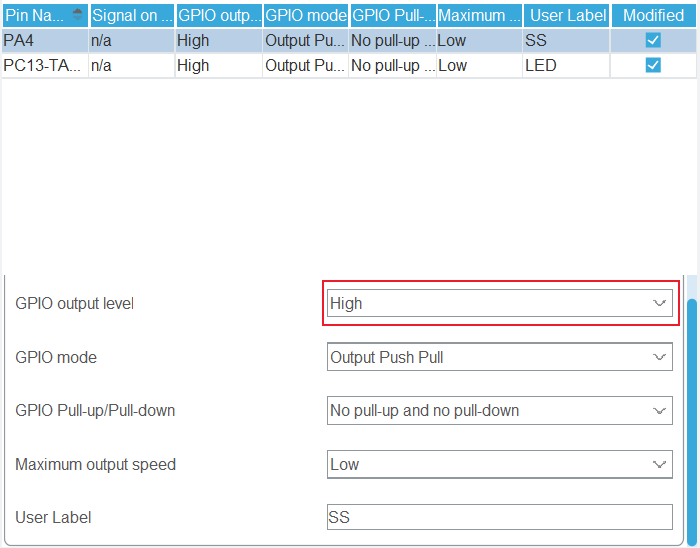 Pin Na... Signal on ... GPIO outp... GPIO mode GPIO Pull-... Maximum ... User Label Modified
PA4 n/a High Output Pu... No pull-up ... Low SS
PC13-TA... n/a High Output Pu... No pull-up ... Low LED
GPIO output level High
GPIO mode Output Push Pull
GPIO Pull-up/Pull-down No pull-up and no pull-down
Maximum output speed Low
User Label SS